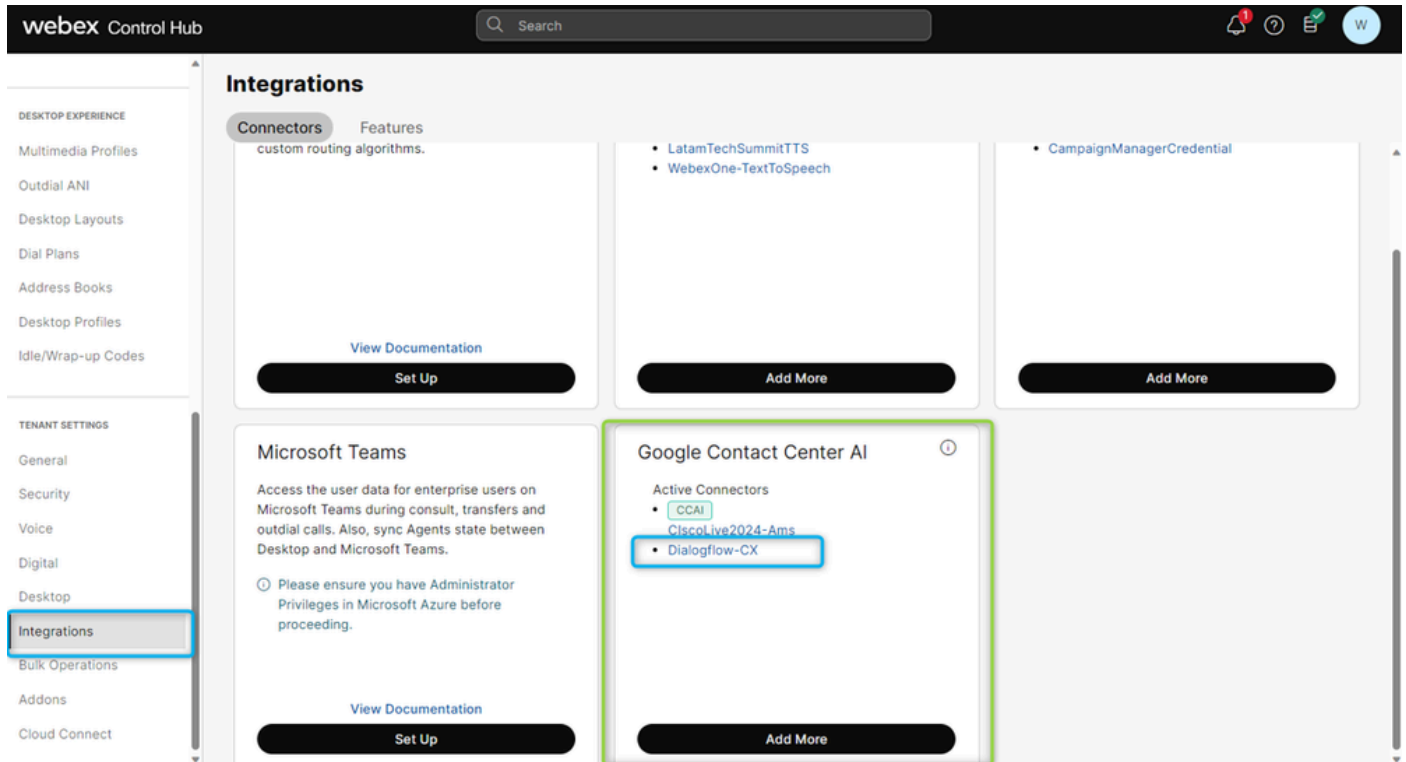 webex Control Hub
Search
1
W
DESKTOP EXPERIENCE
Multimedia Profiles
Outdial ANI
Desktop Layouts
Dial Plans
Address Books
Desktop Profiles
Idle/Wrap-up Codes
TENANT SETTINGS
General
Security
Voice
Digital
Desktop
Integrations
Bulk Operations
Addons
Cloud Connect
Integrations
Connectors Features
custom routing algorithms.
View Documentation
Set Up
• LatamTechSummitTTS
• WebexOne-TextToSpeech
Add More
• CampaignManagerCredential
Add More
Microsoft Teams
Access the user data for enterprise users on
Microsoft Teams during consult, transfers and
outdial calls. Also, sync Agents state between
Desktop and Microsoft Teams.
Please ensure you have Administrator
Privileges in Microsoft Azure before
proceeding.
View Documentation
Set Up
Google Contact Center AI
Active Connectors
• CCAI
CIscoLive2024-Ams
• Dialogflow-CX
Add More